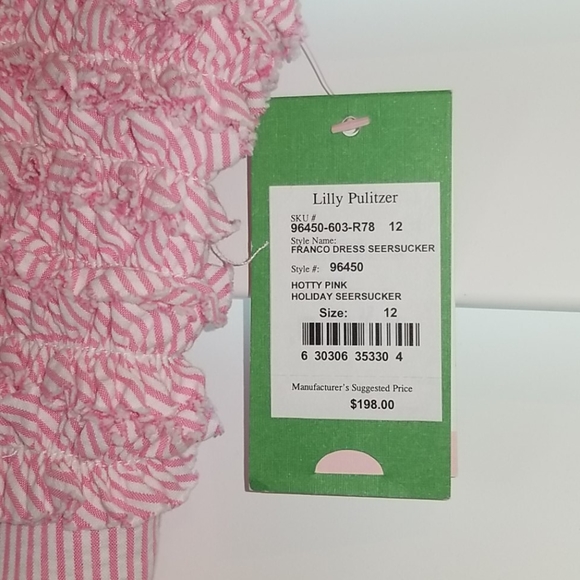 Lilly Pulitzer
SKU #
96450-603-R78 12
Style Name:
FRANCO DRESS SEERSUCKER
Style #: 96450
HOTTY PINK
HOLIDAY SEERSUCKER
Size: 12
6 30306 35330 4
Manufacturer's Suggested Price
$198.00